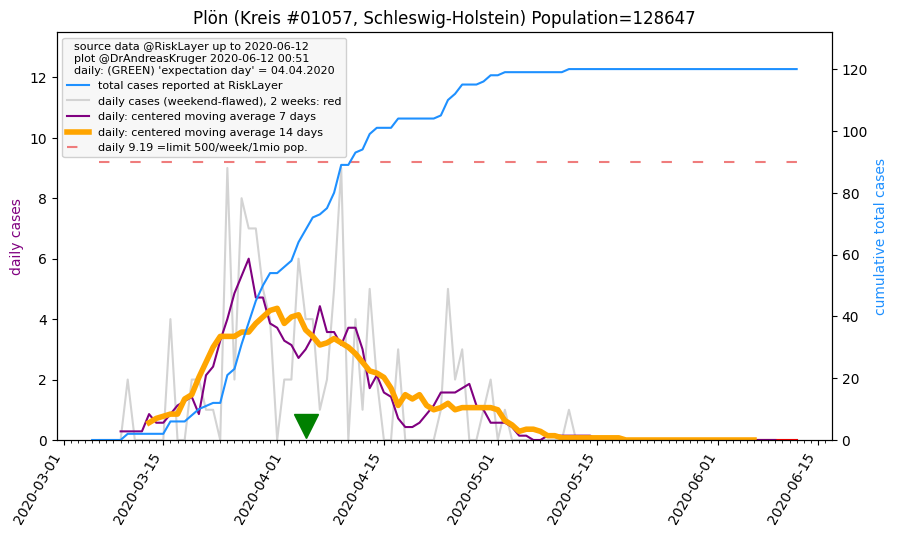 Plön (Kreis #01057, Schleswig-Holstein) Population=128647
source data @RiskLayer up to 2020-06-12
plot @DrAndreasKruger 2020-06-12 00:51
daily: (GREEN) 'expectation day' = 04.04.2020
total cases reported at RiskLayer
daily cases (weekend-flawed), 2 weeks: red
daily: centered moving average 7 days
daily: centered moving average 14 days
daily 9.19 =limit 500/week/1mio pop.
daily cases
12
10
8
6
4
2
0
120
100
80
60
40
20
0
cumulative total cases
2020-03-01
2020-03-15
2020-04-01
2020-04-15
2020-05-01
2020-05-15
2020-06-01
2020-06-15